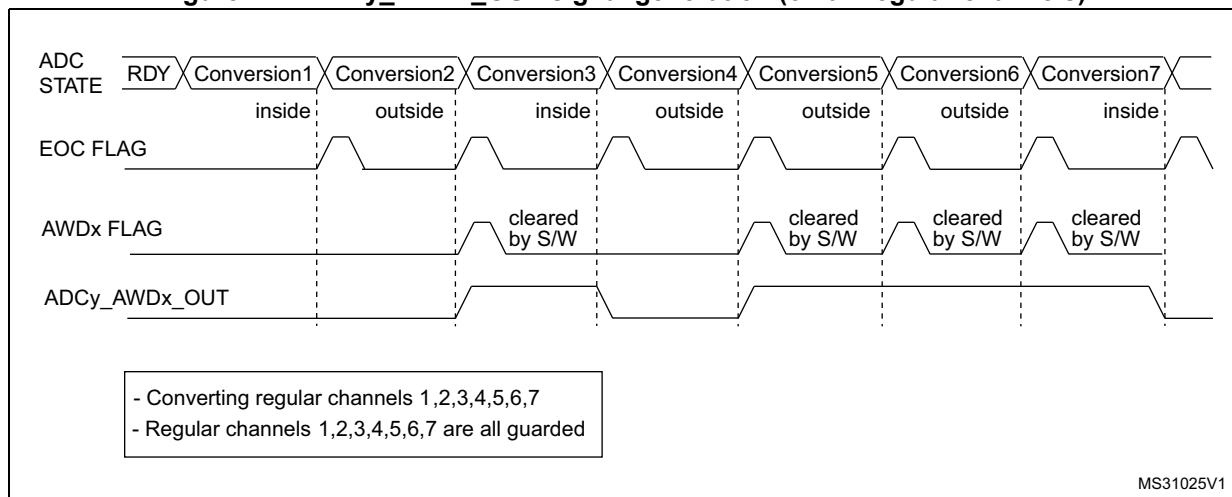 ADC
STATE
RDY Conversion1 Conversion2 Conversion3 Conversion4 Conversion5 Conversion6 Conversion7
inside outside inside outside outside outside inside
EOC FLAG
AWDx FLAG
cleared
by S/W
cleared
by S/W
cleared
by S/W
cleared
by S/W
ADCy_AWDx_OUT
- Converting regular channels 1,2,3,4,5,6,7
- Regular channels 1,2,3,4,5,6,7 are all guarded
MS31025V1